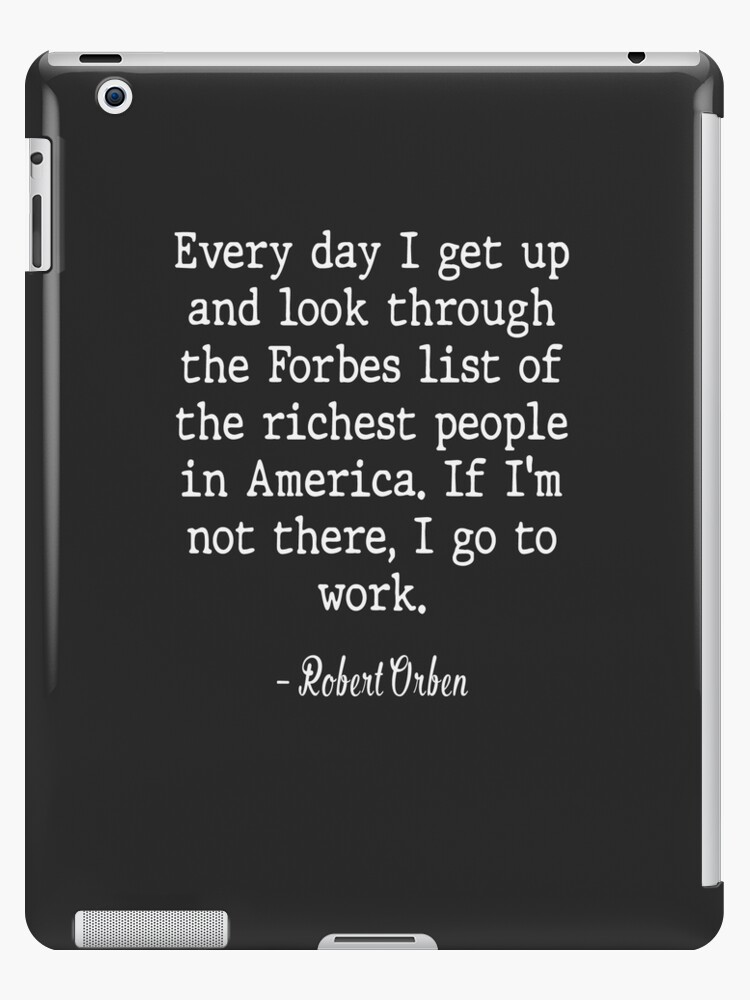 Every day I get up
and look through
the Forbes list of
the richest people
in America. If I'm
not there, I go to
work.
- Robert Orben